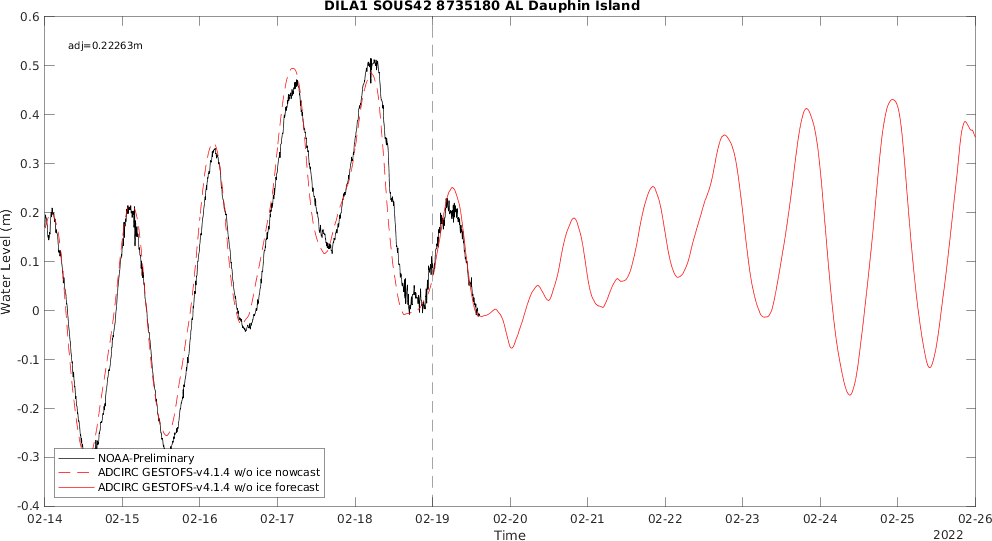 DILA1 SOUS42 8735180 AL Dauphin Island
adj=0.22263m
Water Level (m)
0.6
0.5
0.4
0.3
0.2
0.1
0
-0.1
-0.2
-0.3
-0.4
NOAA-Preliminary
ADCIRC GESTOFS-v4.1.4 w/o ice nowcast
ADCIRC GESTOFS-v4.1.4 w/o ice forecast
02-14 02-15 02-16 02-17 02-18 02-19 02-20 02-21 02-22 02-23 02-24 02-25 02-26
Time
2022